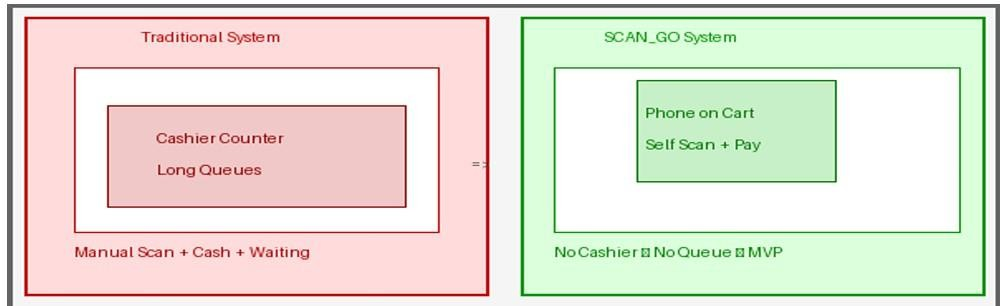 Traditional System
Cashier Counter
Long Queues
Manual Scan + Cash + Waiting
=>
SCAN_GO System
Phone on Cart
Self Scan + Pay
No Cashier ☒ No Queue ☒ MVP